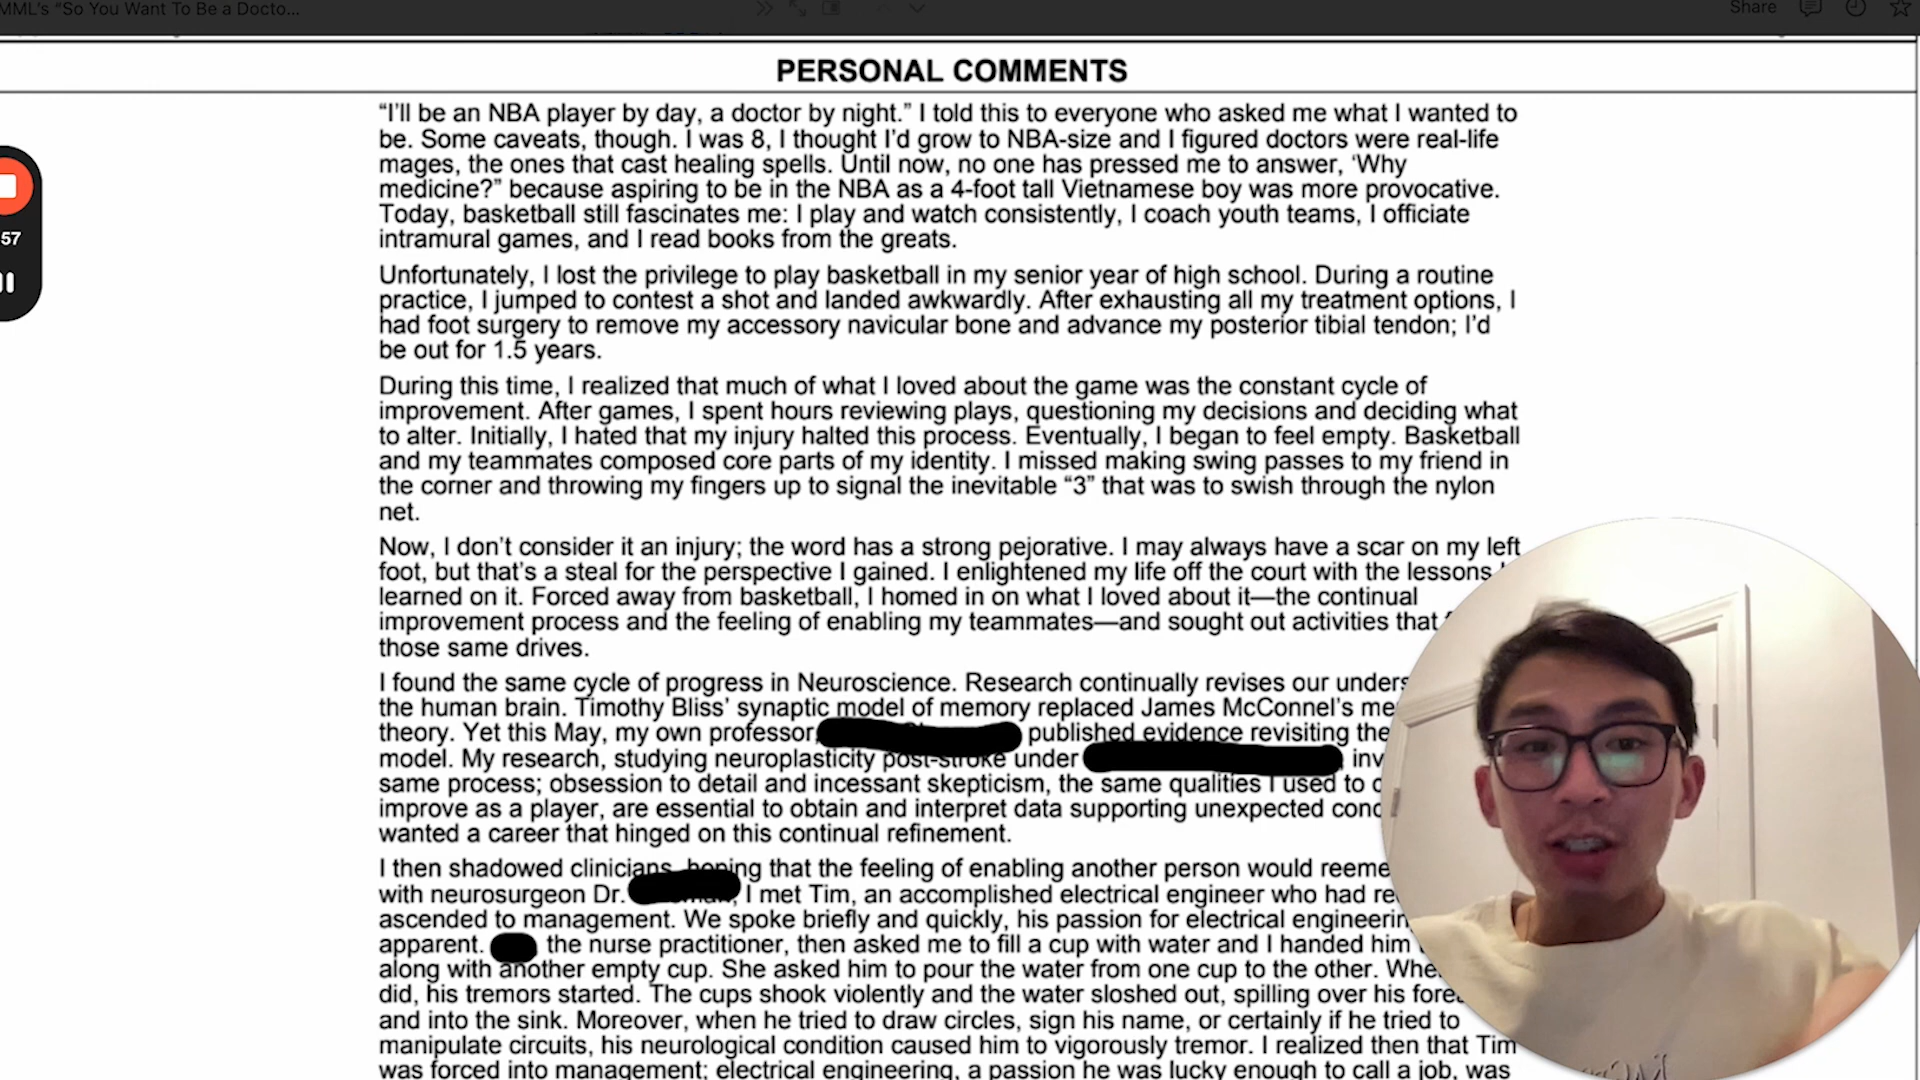 MML's “So You Want To Be a Docto...
Share
PERSONAL COMMENTS
57
“I'll be an NBA player by day, a doctor by night.” I told this to everyone who asked me what I wanted to
be. Some caveats, though. I was 8, I thought I'd grow to NBA-size and I figured doctors were real-life
mages, the ones that cast healing spells. Until now, no one has pressed me to answer, ‘Why
medicine?” because aspiring to be in the NBA as a 4-foot tall Vietnamese boy was more provocative.
Today, basketball still fascinates me: I play and watch consistently, I coach youth teams, I officiate
intramural games, and I read books from the greats.
Unfortunately, I lost the privilege to play basketball in my senior year of high school. During a routine
practice, I jumped to contest a shot and landed awkwardly. After exhausting all my treatment options, I
had foot surgery to remove my accessory navicular bone and advance my posterior tibial tendon; I'd
be out for 1.5 years.
During this time, I realized that much of what I loved about the game was the constant cycle of
improvement. After games, I spent hours reviewing plays, questioning my decisions and deciding what
to alter. Initially, I hated that my injury halted this process. Eventually, I began to feel empty. Basketball
and my teammates composed core parts of my identity. I missed making swing passes to my friend in
the corner and throwing my fingers up to signal the inevitable “3” that was to swish through the nylon
net.
Now, I don't consider it an injury; the word has a strong pejorative. I may always have a scar on my left
foot, but that's a steal for the perspective I gained. I enlightened my life off the court with the lessons
learned on it. Forced away from basketball, I homed in on what I loved about it—the continual
improvement process and the feeling of enabling my teammates—and sought out activities that
those same drives.
I found the same cycle of progress in Neuroscience. Research continually revises our
the human brain. Timothy Bliss' synaptic model of memory replaced James McConnel's
theory. Yet this May, my own professor published evidence revisiting the
model. My research, studying neuroplasticity post-stroke under
same process; obsession to detail and incessant skepticism, the same qualities I used to
improve as a player, are essential to obtain and interpret data supporting unexpected
wanted a career that hinged on this continual refinement.
I then shadowed clinicians, hoping that the feeling of enabling another person would
with neurosurgeon Dr. I met Tim, an accomplished electrical engineer who had
ascended to management. We spoke briefly and quickly, his passion for electrical
apparent. the nurse practitioner, then asked me to fill a cup with water and I handed him
along with another empty cup. She asked him to pour the water from one cup to the other.
did, his tremors started. The cups shook violently and the water sloshed out, spilling over his
and into the sink. Moreover, when he tried to draw circles, sign his name, or certainly if he tried to
manipulate circuits, his neurological condition caused him to vigorously tremor. I realized then that Tim
was forced into management; electrical engineering, a passion he was lucky enough to call a job, was